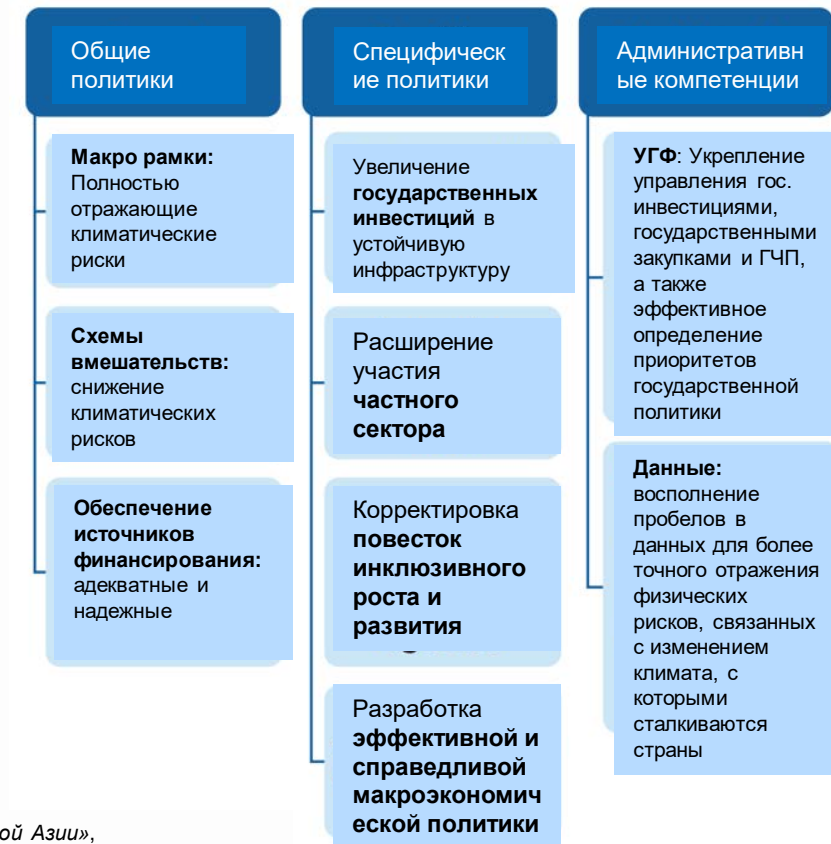 Общие
политики
Макро рамки:
Полностью
отражающие
климатические
риски
Схемы
вмешательств:
снижение
климатических
рисков
Обеспечение
источников
финансирования:
адекватные и
надежные
Специфическ
ие политики
Увеличение
государственных
инвестиций в
устойчивую
инфраструктуру
Расширение
участия
частного
сектора
Корректировка
повесток
инклюзивного
роста и
развития
Разработка
эффективной и
справедливой
макроэкономич
еской политики
Административн
ые компетенции
УГФ: Укрепление
управления гос.
инвестициями,
государственными
закупками и ГЧП,
а также
эффективное
определение
приоритетов
государственной
политики
Данные:
восполнение
пробелов в
данных для более
точного отражения
физических
рисков, связанных
с изменением
климата, с
которыми
сталкиваются
страны
ой Азии»,